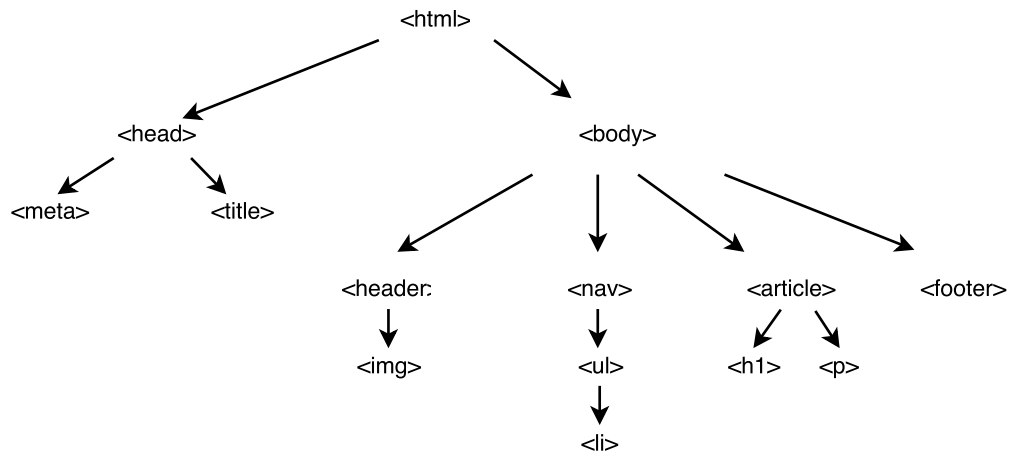 <html>
<head>
<body>
<meta>
<title>
<header:
<nav>
<article>
<footer>
<img>
<ul>
<h1>
<p>
<li>